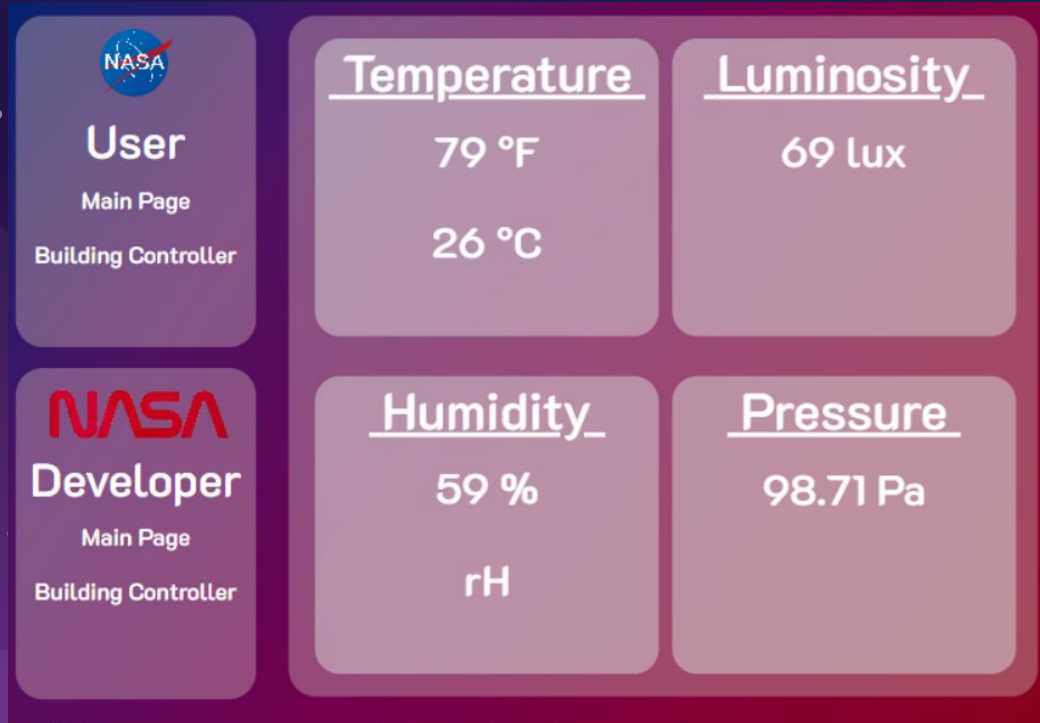 NASA
User
Main Page
Building Controller
NASA
Developer
Main Page
Building Controller
Temperature
79 °F
26 °C
Luminosity
69 lux
Humidity
59 %
rH
Pressure
98.71 Pa